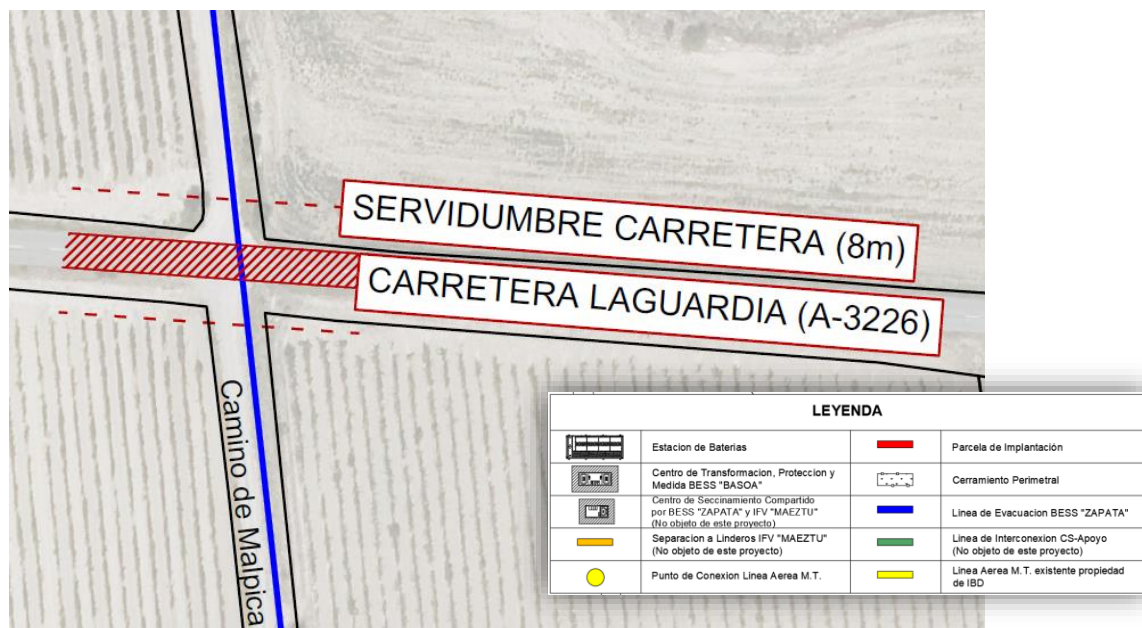 SERVIDUMBRE CARRETERA (8m)
CARRETERA LAGUARDIA (A-3226)
Camino de Malpica
LEYENDA
Estacion de Baterias
Parcela de Implantación
Centro de Transformacion, Proteccion y
Medida BESS "BASOA"
Cerramiento Perimetral
Centro de Seccinamiento Compartido
por BESS "ZAPATA" y IFV "MAEZTU"
(No objeto de este proyecto)
Linea de Evacuacion BESS "ZAPATA"
Separacion a Linderos IFV "MAEZTU"
(No objeto de este proyecto)
Linea de Interconexion CS-Apoyo
(No objeto de este proyecto)
Punto de Conexion Linea Aerea M.T.
Linea Aerea M.T. existente propiedad
de IBD